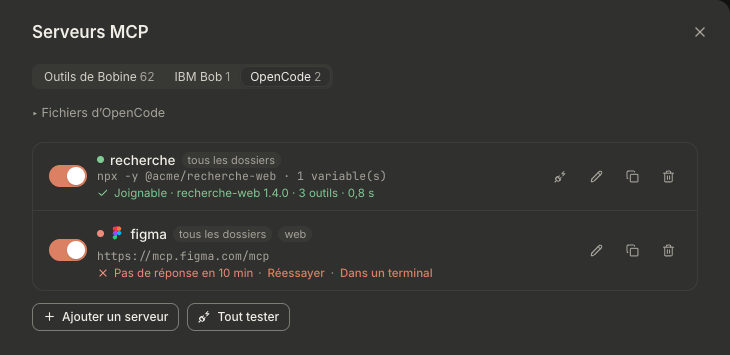 Serveurs MCP
Outils de Bobine 62 IBM Bob 1 OpenCode 2
Fichiers d'OpenCode
recherche tous les dossiers
npx -y @acme/recherche-web · 1 variable(s)
Joignable · recherche-web 1.4.0 · 3 outils · 0,8 s
figma tous les dossiers web
https://mcp.figma.com/mcp
Pas de réponse en 10 min · Réessayer · Dans un terminal
Ajouter un serveur Tout tester